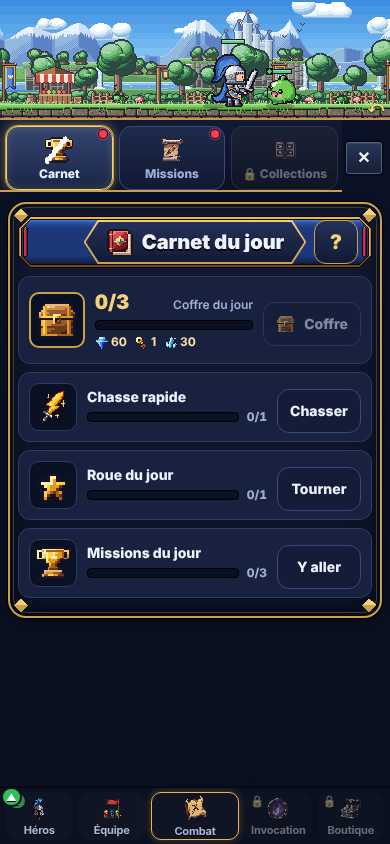 Carnet
Missions
Collections
×
Carnet du jour
?
0/3
Coffre du jour
60
1
30
Coffre
Chasse rapide
0/1
Chasser
Roue du jour
0/1
Tourner
Missions du jour
0/3
Y aller
Héros
Équipe
Combat
Invocation
Boutique